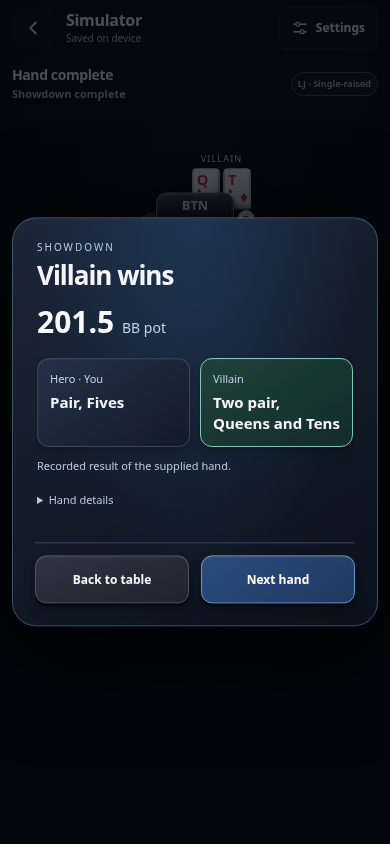 Simulator
Saved on device
Settings
Hand complete
Showdown complete
LJ · Single-raised
VILLAIN
Q T
BTN
SHOWDOWN
Villain wins
201.5 BB pot
Hero · You
Pair, Fives
Villain
Two pair,
Queens and Tens
Recorded result of the supplied hand.
Hand details
Back to table
Next hand